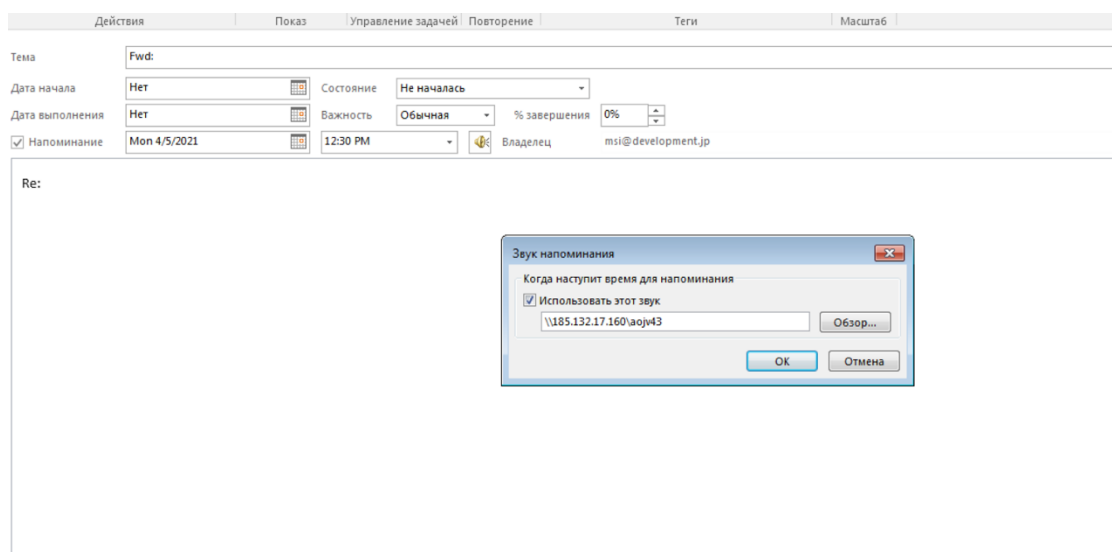 Действия Показ Управление задачей Повторение Теги Масштаб
Тема Fwd:
Дата начала Нет Состояние Не началась
Дата выполнения Нет Важность Обычная % завершения 0%
Напоминание Mon 4/5/2021 12:30 PM Владелец msi@development.jp
Re:
Звук напоминания
Когда наступит время для напоминания
Использовать этот звук
\\185.132.17.160\aojv43 Обзор...
ОК Отмена